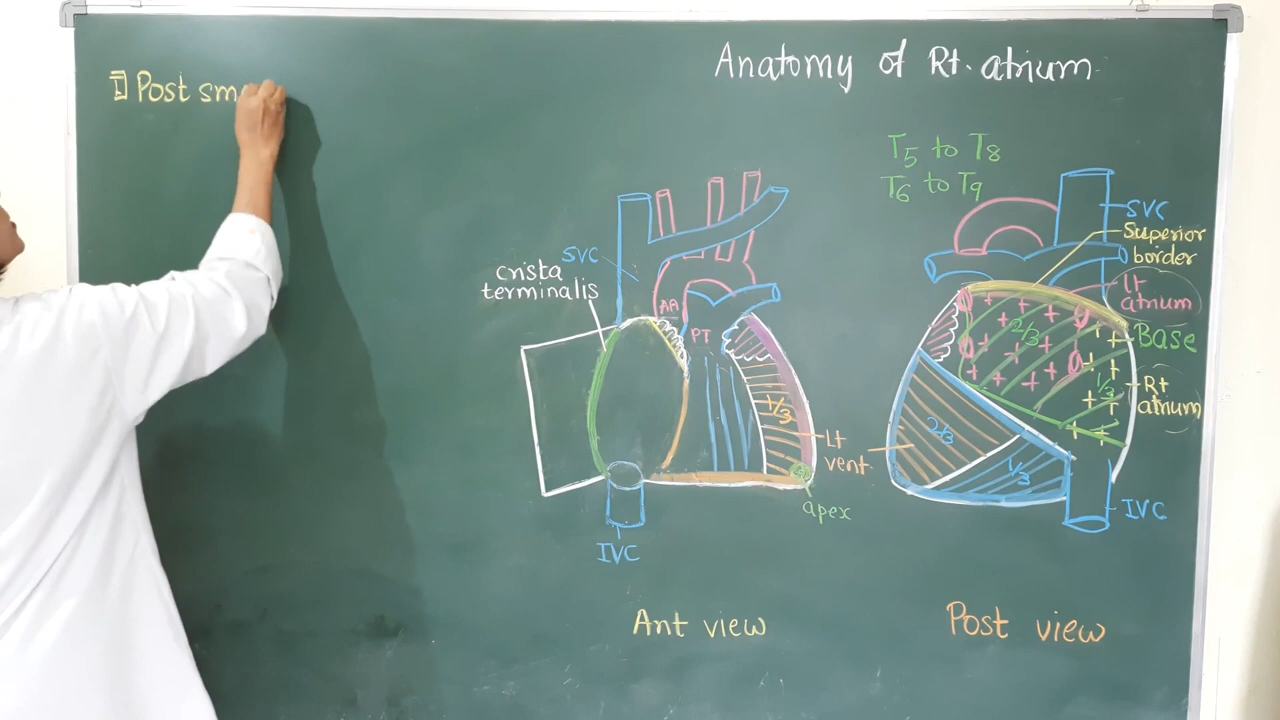 Anatomy of Rt. atrium
I Post sm
T5 to T8
T6 to T9
SVC
crista
terminalis
AA
PT
1/3
Lt
vent.
apex
IVC
Ant view
SVC
Superior
border
Lt
atrium
Base
Rt
atrium
2/3
1/3
2/3
1/3
IVC
Post view